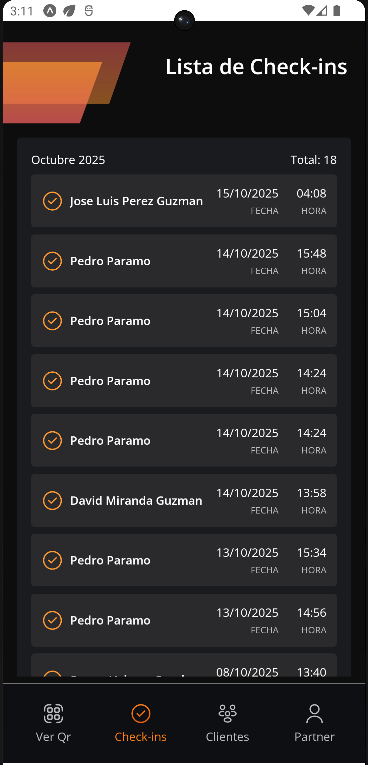 3:11
Lista de Check-ins
Octubre 2025 Total: 18
Jose Luis Perez Guzman 15/10/2025 04:08
FECHA HORA
Pedro Paramo 14/10/2025 15:48
FECHA HORA
Pedro Paramo 14/10/2025 15:04
FECHA HORA
Pedro Paramo 14/10/2025 14:24
FECHA HORA
Pedro Paramo 14/10/2025 14:24
FECHA HORA
David Miranda Guzman 14/10/2025 13:58
FECHA HORA
Pedro Paramo 13/10/2025 15:34
FECHA HORA
Pedro Paramo 13/10/2025 14:56
FECHA HORA
08/10/2025 13:40
Ver Qr Check-ins Clientes Partner